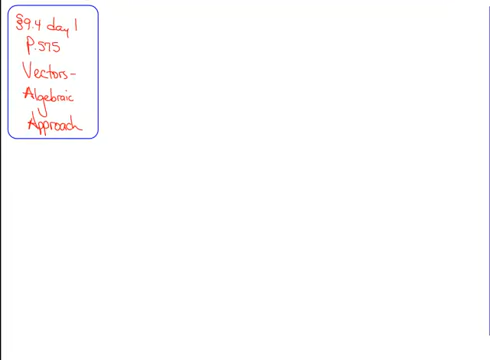 §9.4 day 1
P.575
Vectors-
Algebraic
Approach